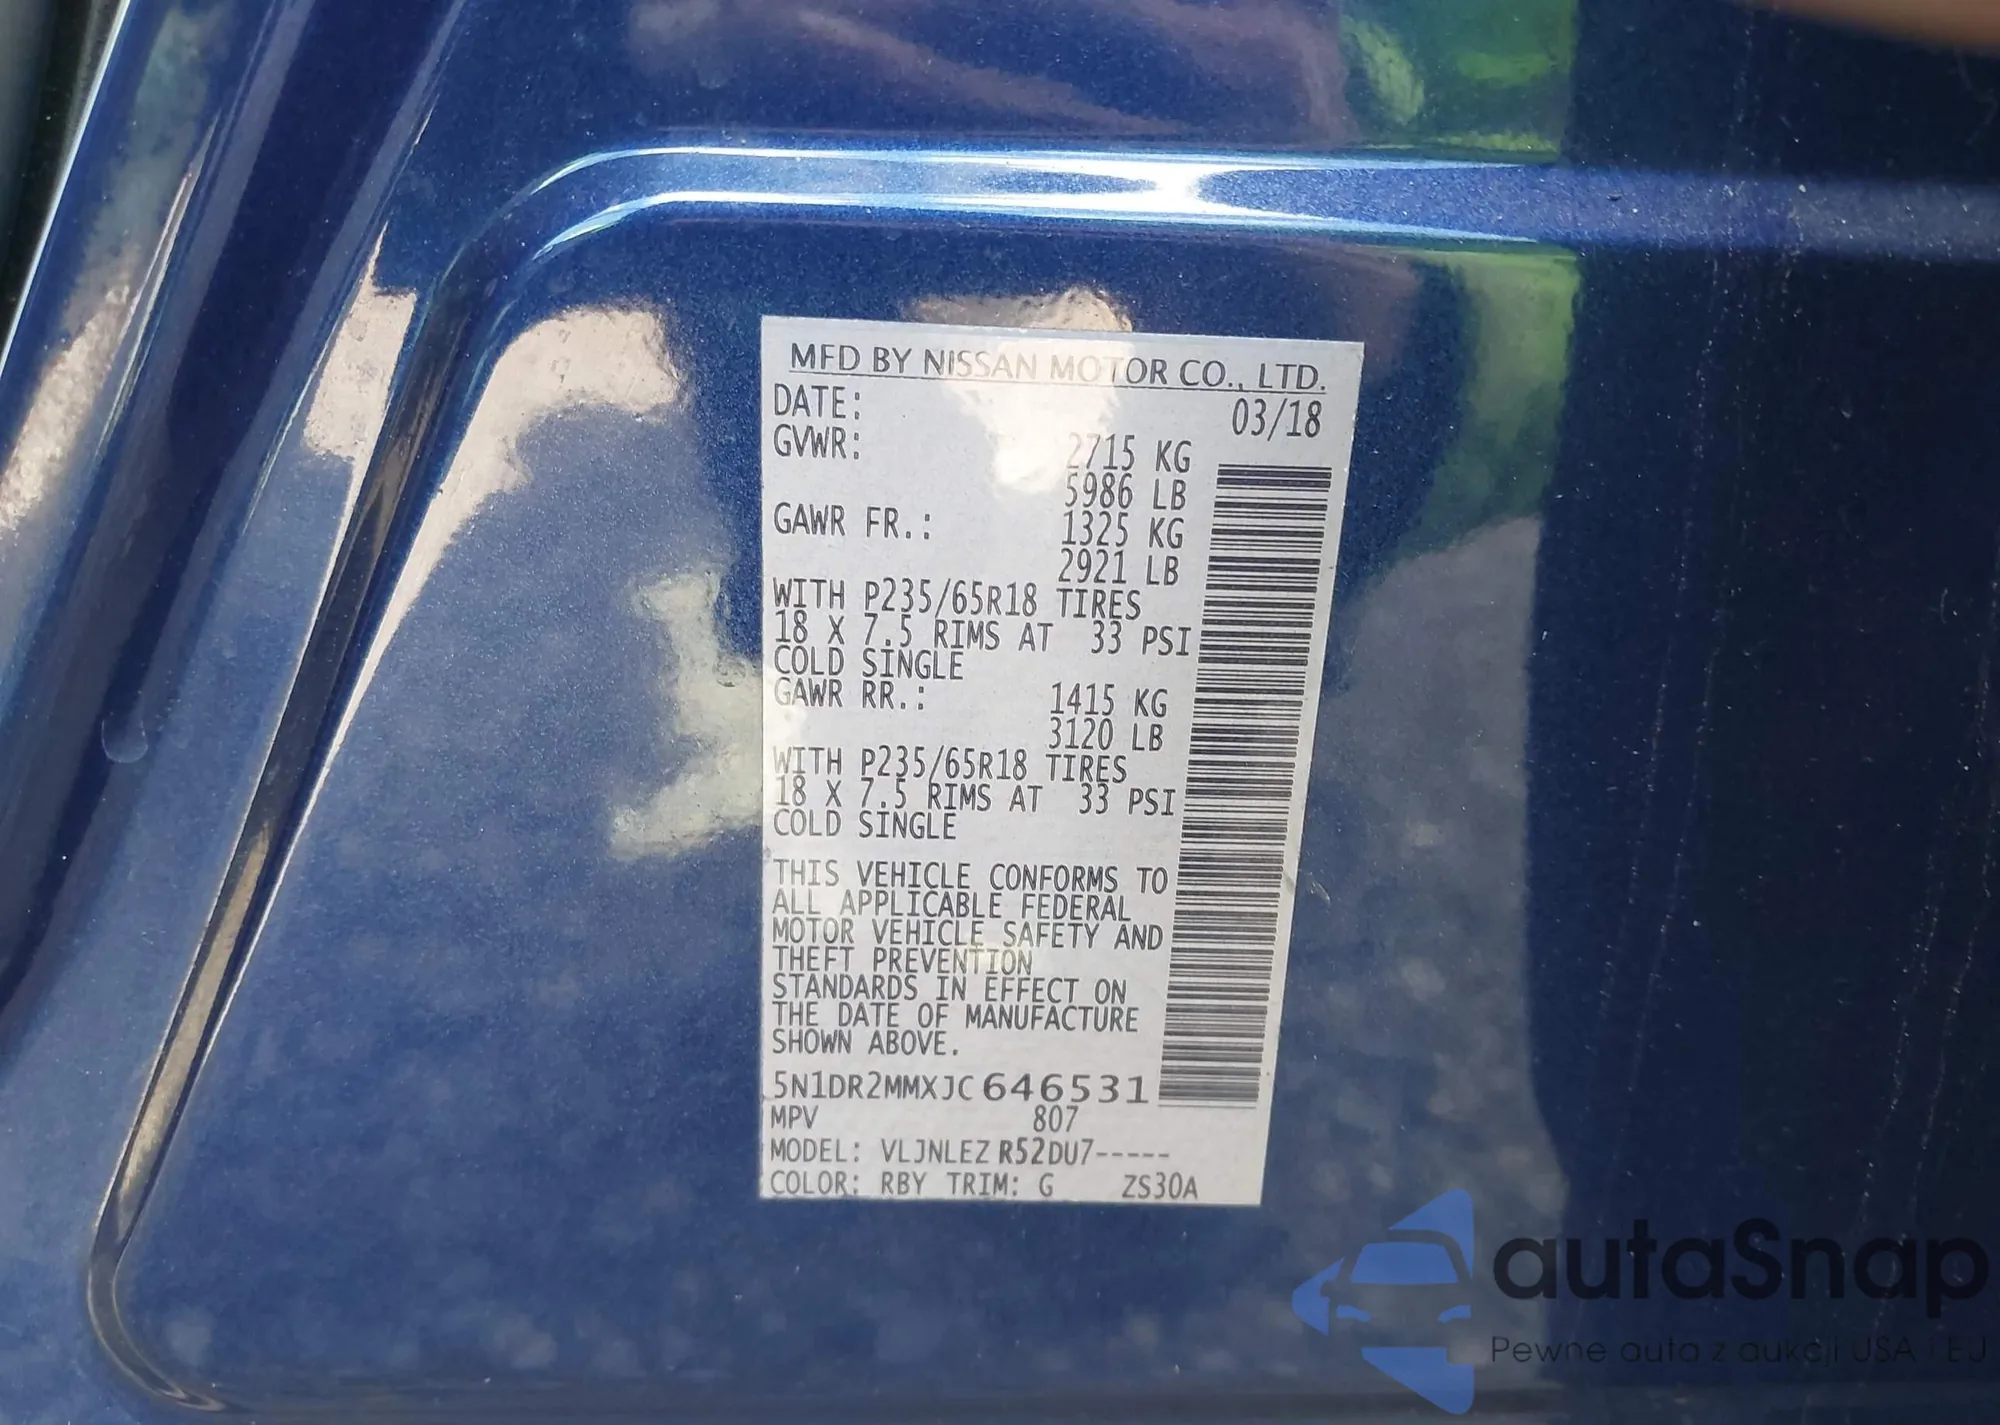 MFD BY NISSAN MOTOR CO., LTD.
DATE: 03/18
GVWR: 2715 KG
5986 LB
GAWR FR.: 1325 KG
2921 LB
WITH P235/65R18 TIRES
18 X 7.5 RIMS AT 33 PSI
COLD SINGLE
GAWR RR.: 1415 KG
3120 LB
WITH P235/65R18 TIRES
18 X 7.5 RIMS AT 33 PSI
COLD SINGLE
THIS VEHICLE CONFORMS TO
ALL APPLICABLE FEDERAL
MOTOR VEHICLE SAFETY AND
THEFT PREVENTION
STANDARDS IN EFFECT ON
THE DATE OF MANUFACTURE
SHOWN ABOVE.
5N1DR2MMXJC646531
MPV 807
MODEL: VLJNLEZ R52DU7-----
COLOR: RBY TRIM: G ZS30A
autaSnap
Pewne auta z aukcji USA i EU